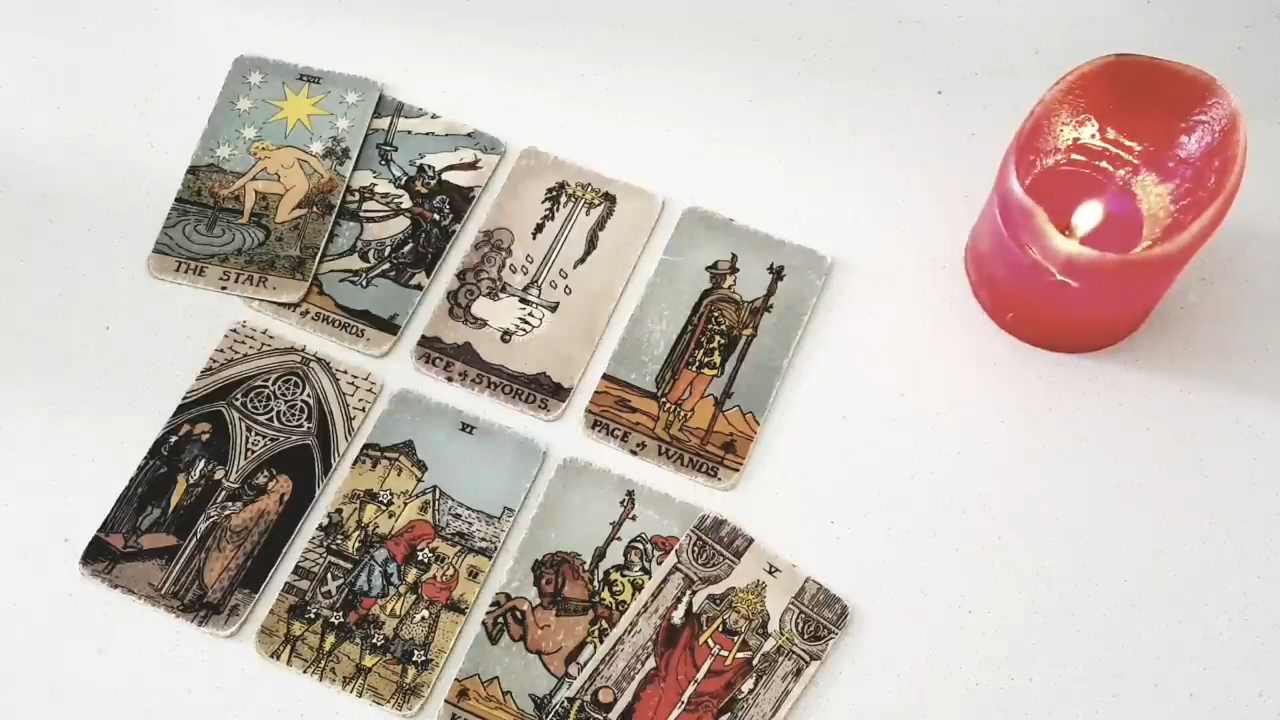 XVII
THE STAR.
OF SWORDS.
ACE OF SWORDS.
PAGE OF WANDS.
VI
V